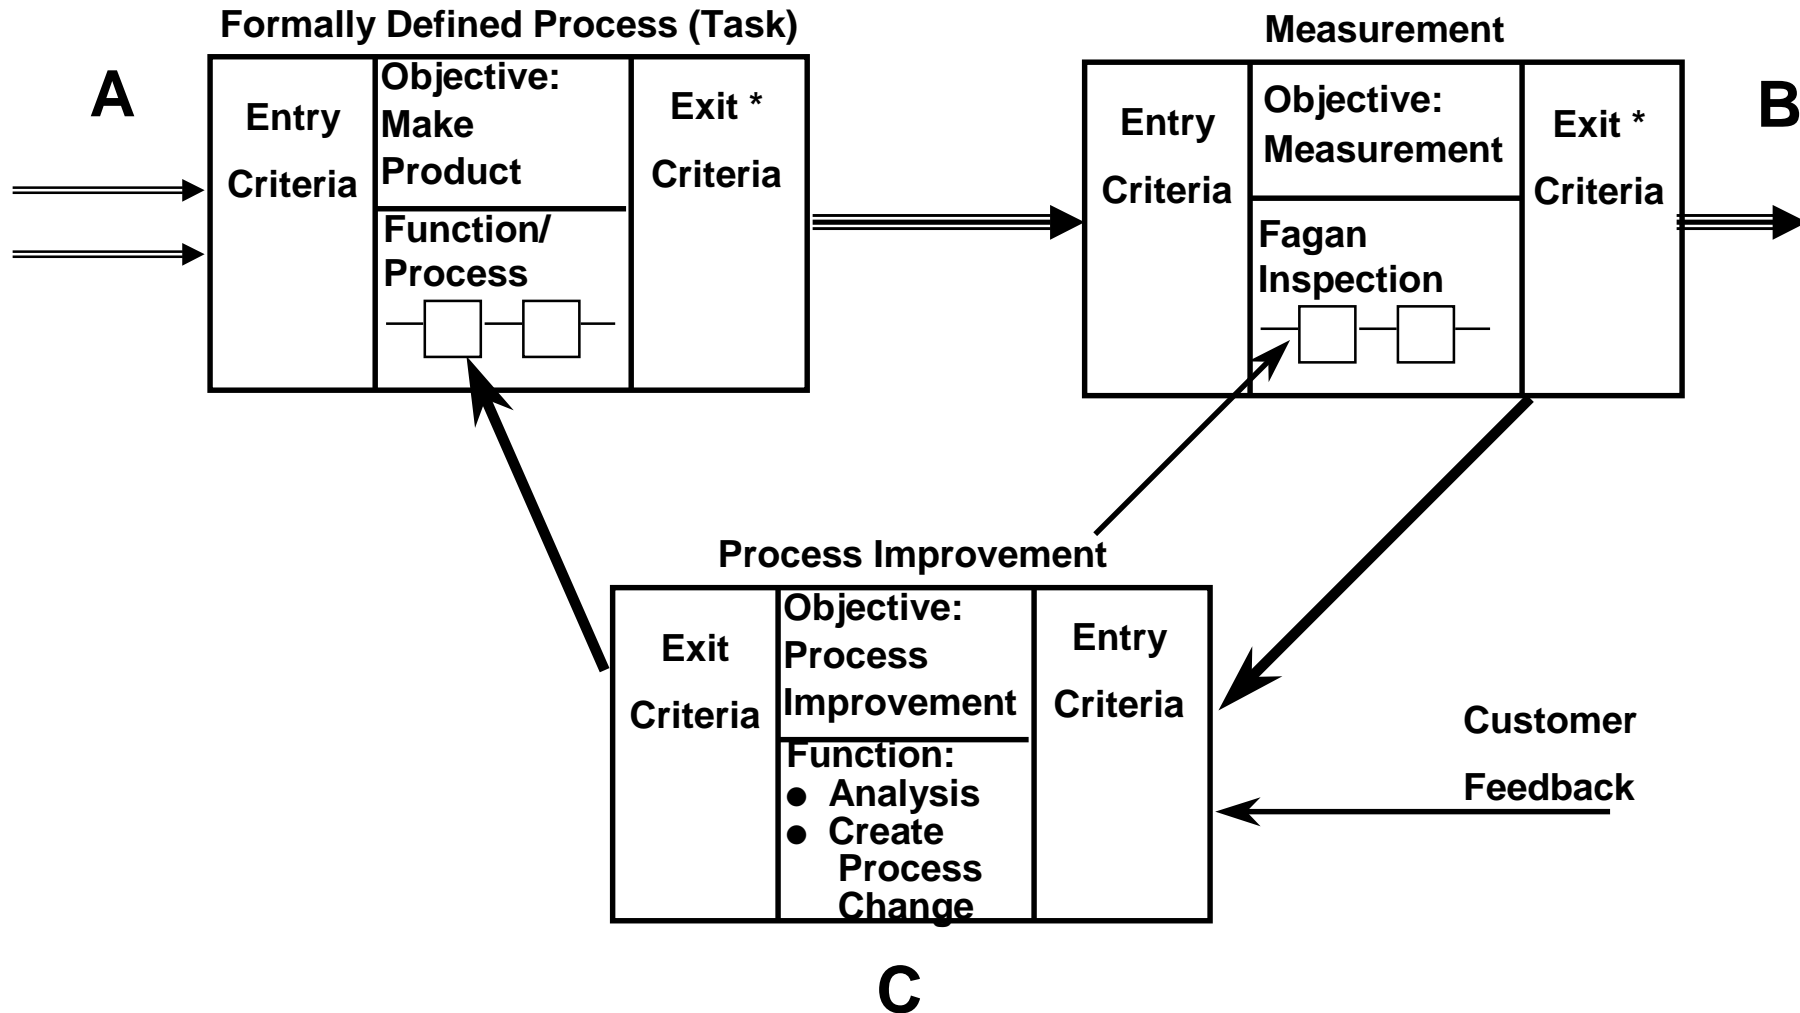 Formally Defined Process (Task)
A
Entry
Criteria
Objective:
Make
Product
Function/
Process
Exit *
Criteria
Measurement
Entry
Criteria
Objective:
Measurement
Fagan
Inspection
Exit *
Criteria
B
Process Improvement
Exit
Criteria
Objective:
Process
Improvement
Function:
● Analysis
● Create
Process
Change
Entry
Criteria
Customer
Feedback
C